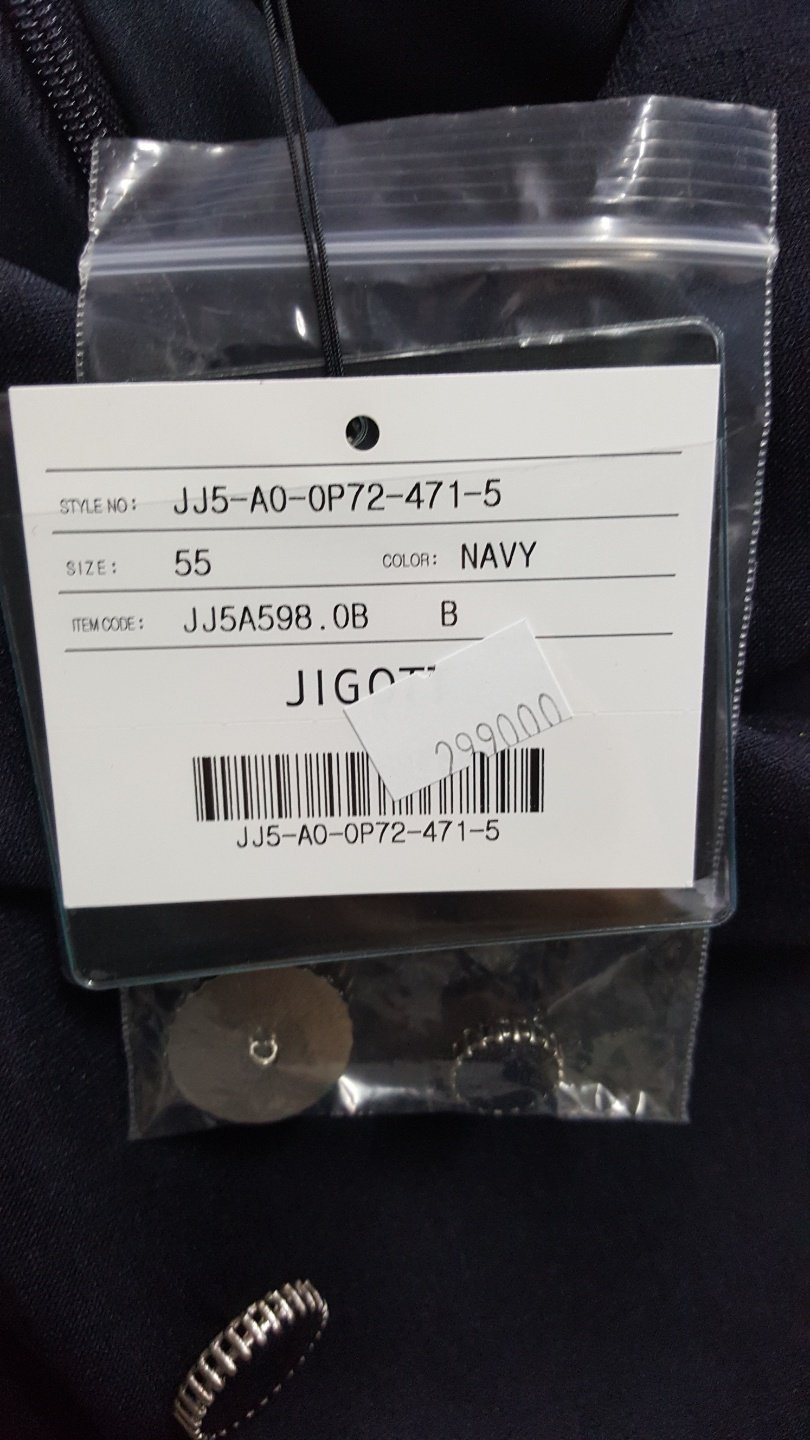 STYLE NO: JJ5-A0-0P72-471-5
SIZE: 55 COLOR: NAVY
ITEM CODE: JJ5A598.0B B
299000
JJ5-A0-0P72-471-5